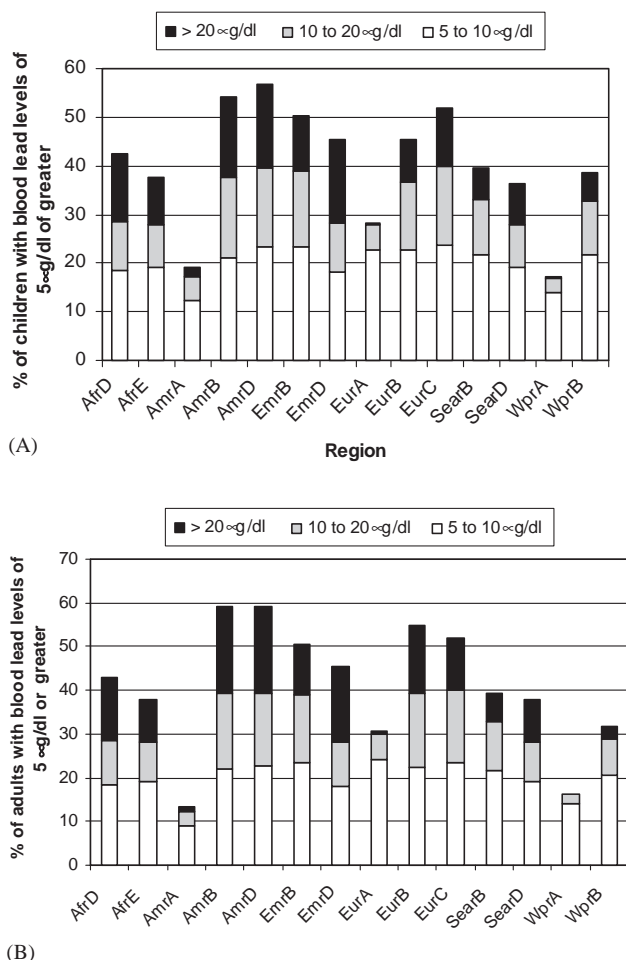 > 20∝g/dl 10 to 20∝g/dl 5 to 10∝g/dl
% of children with blood lead levels of
5∝g/dl of greater
60
50
40
30
20
10
0
AfrD AfrE AmrA AmrB AmrD EmrB EmrD EurA EurB EurC SearB SearD WprA WprB
(A)
Region
> 20∝g/dl 10 to 20∝g/dl 5 to 10∝g/dl
% of adults with blood lead levels of
5 ∝g/dl or greater
70
60
50
40
30
20
10
0
AfrD AfrE AmrA AmrB AmrD EmrB EmrD EurA EurB EurC SearB SearD WprA WprB
(B)